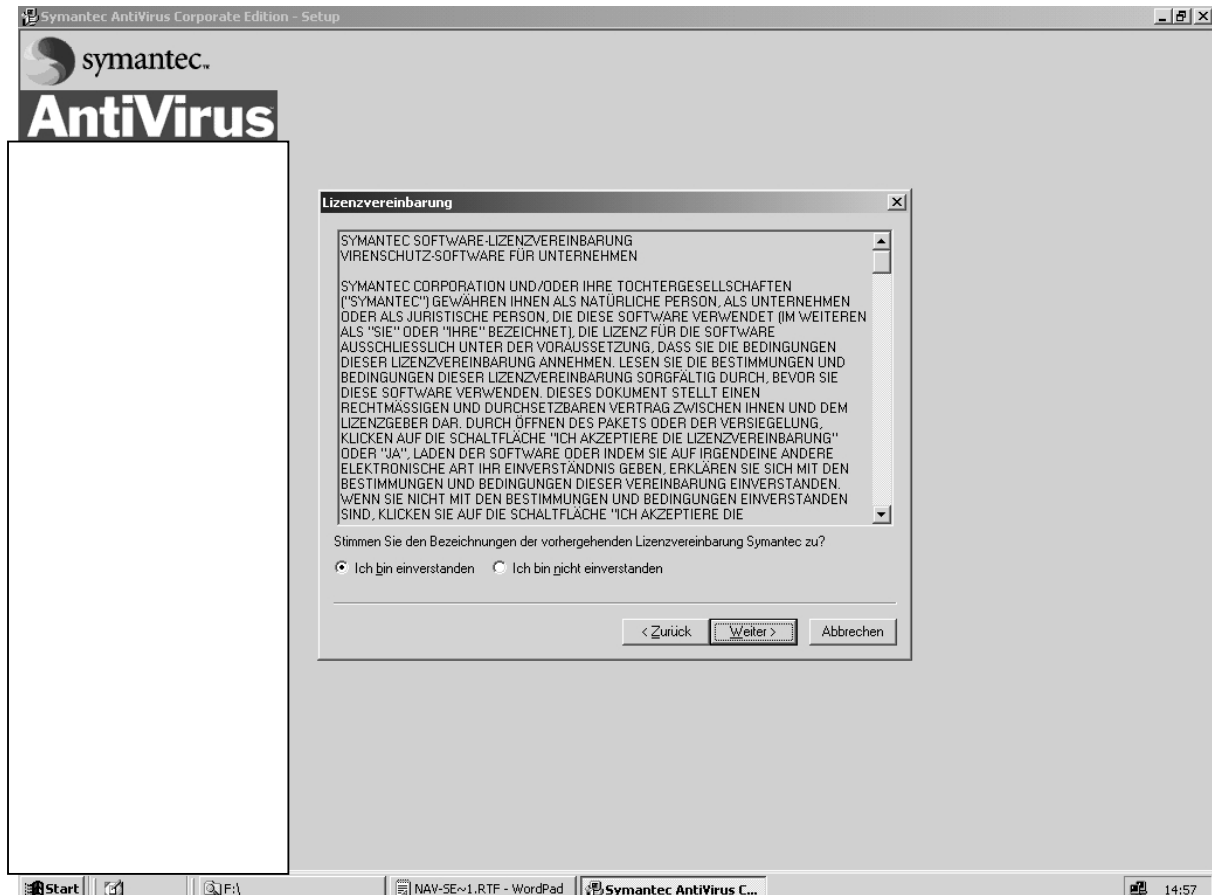 Symantec AntiVirus Corporate Edition - Setup
symantec™
AntiVirus
Lizenzvereinbarung
SYMANTEC SOFTWARE-LIZENZVEREINBARUNG
VIRENSCHUTZ-SOFTWARE FÜR UNTERNEHMEN
SYMANTEC CORPORATION UND/ODER IHRE TOCHTERGESELLSCHAFTEN
("SYMANTEC") GEWÄHREN IHNEN ALS NATÜRLICHE PERSON, ALS UNTERNEHMEN
ODER ALS JURISTISCHE PERSON, DIE DIESE SOFTWARE VERWENDET (IM WEITEREN
ALS "SIE" ODER "IHRE" BEZEICHNET), DIE LIZENZ FÜR DIE SOFTWARE
AUSSCHLIESSLICH UNTER DER VORAUSSETZUNG, DASS SIE DIE BEDINGUNGEN
DIESER LIZENZVEREINBARUNG ANNEHMEN. LESEN SIE DIE BESTIMMUNGEN UND
BEDINGUNGEN DIESER LIZENZVEREINBARUNG SORGFÄLTIG DURCH, BEVOR SIE
DIESE SOFTWARE VERWENDEN. DIESES DOKUMENT STELLT EINEN
RECHTMÄSSIGEN UND DURCHSETZBAREN VERTRAG ZWISCHEN IHNEN UND DEM
LIZENZGEBER DAR. DURCH ÖFFNEN DES PAKETS ODER DER VERSIEGELUNG,
KLICKEN AUF DIE SCHALTFLÄCHE "ICH AKZEPTIERE DIE LIZENZVEREINBARUNG"
ODER "JA", LADEN DER SOFTWARE ODER INDEM SIE AUF IRGENDEINE ANDERE
ELEKTRONISCHE ART IHR EINVERSTÄNDNIS GEBEN, ERKLÄREN SIE SICH MIT DEN
BESTIMMUNGEN UND BEDINGUNGEN DIESER VEREINBARUNG EINVERSTANDEN.
WENN SIE NICHT MIT DEN BESTIMMUNGEN UND BEDINGUNGEN EINVERSTANDEN
SIND, KLICKEN SIE AUF DIE SCHALTFLÄCHE "ICH AKZEPTIERE DIE
Stimmen Sie den Bezeichnungen der vorhergehenden Lizenzvereinbarung Symantec zu?
Ich bin einverstanden Ich bin nicht einverstanden
< Zurück Weiter > Abbrechen
Start F:\ NAV-SE~1.RTF - WordPad Symantec AntiVirus C... 14:57